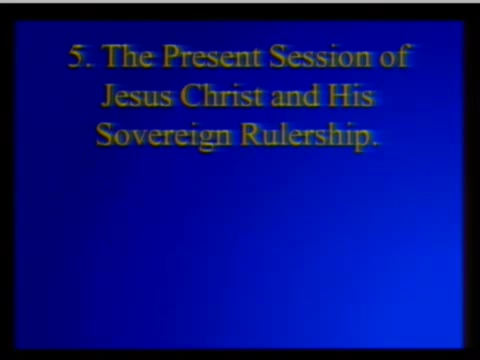 5. The Present Session of
Jesus Christ and His
Sovereign Rulership.